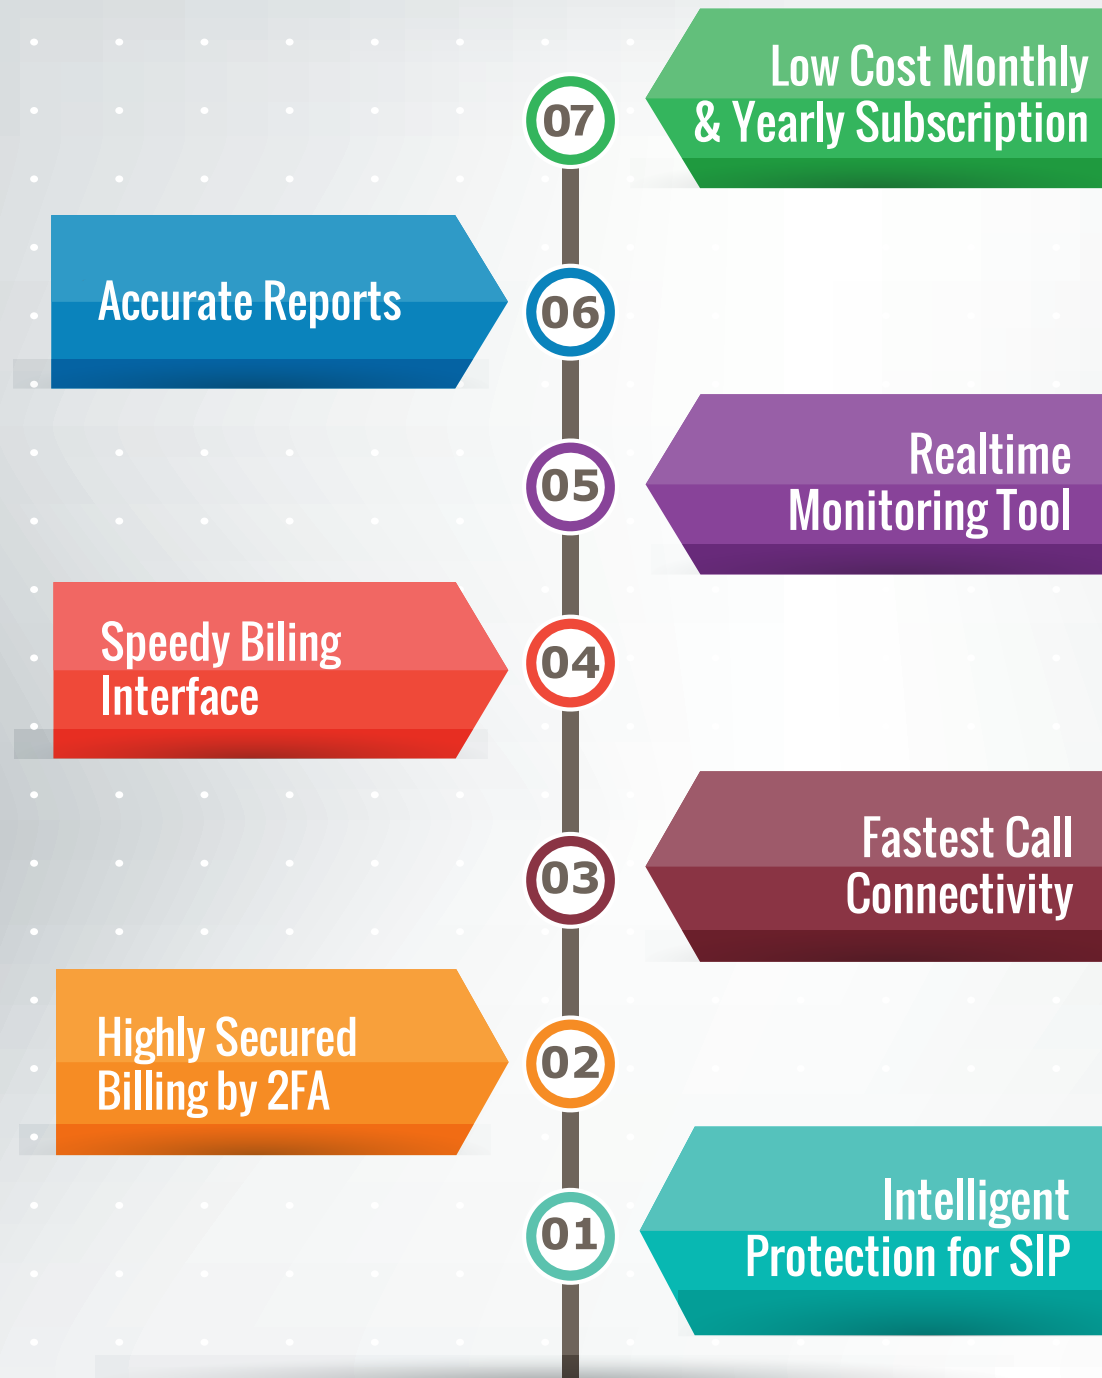 07
Low Cost Monthly
& Yearly Subscription
Accurate Reports
06
05
Realtime
Monitoring Tool
Speedy Biling
Interface
04
03
Fastest Call
Connectivity
Highly Secured
Billing by 2FA
02
01
Intelligent
Protection for SIP